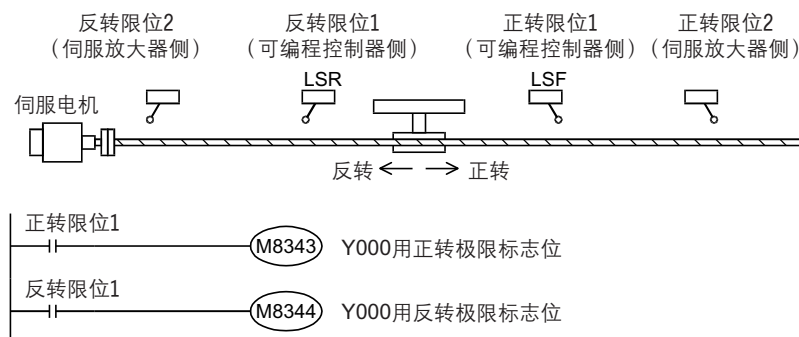 反转限位2
（伺服放大器侧）
反转限位1
（可编程控制器侧）
LSR
正转限位1
（可编程控制器侧）
LSF
正转限位2
（伺服放大器侧）
伺服电机
反转
正转
正转限位1
M8343
Y000用正转极限标志位
反转限位1
M8344
Y000用反转极限标志位